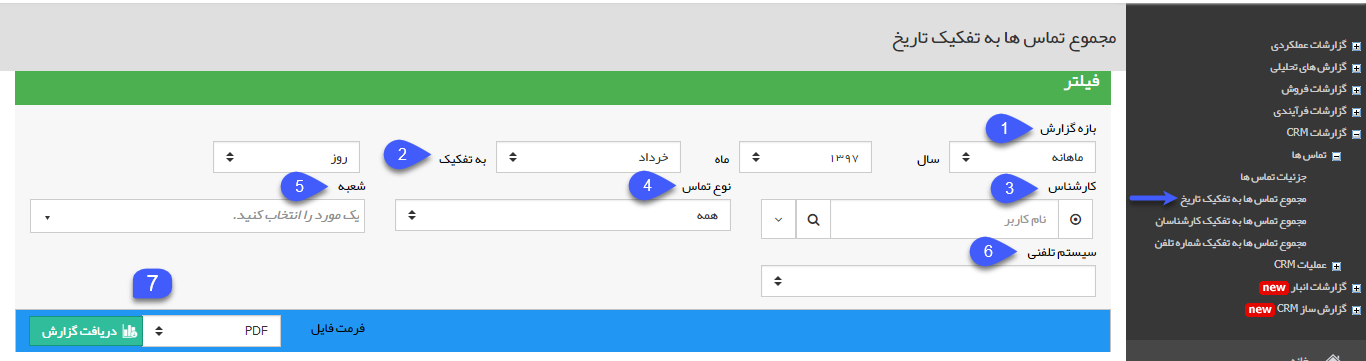 مجموع تماس ها به تفکیک تاریخ
فیلتر
بازه گزارش 1
ماهانه سال ۱۳۹۷ ماه خرداد به تفکیک 2 روز
کارشناس 3 نوع تماس 4 شعبه 5
نام کاربر همه یک مورد را انتخاب کنید.
سیستم تلفنی 6
7
فرمت فایل PDF دریافت گزارش
گزارشات عملکردی
گزارش های تحلیلی
گزارشات فروش
گزارشات فرآیندی
گزارشات CRM
تماس ها
جزئیات تماس ها
مجموع تماس ها به تفکیک تاریخ
مجموع تماس ها به تفکیک کارشناسان
مجموع تماس ها به تفکیک شماره تلفن
عملیات CRM
گزارشات انبار new
گزارش ساز CRM new